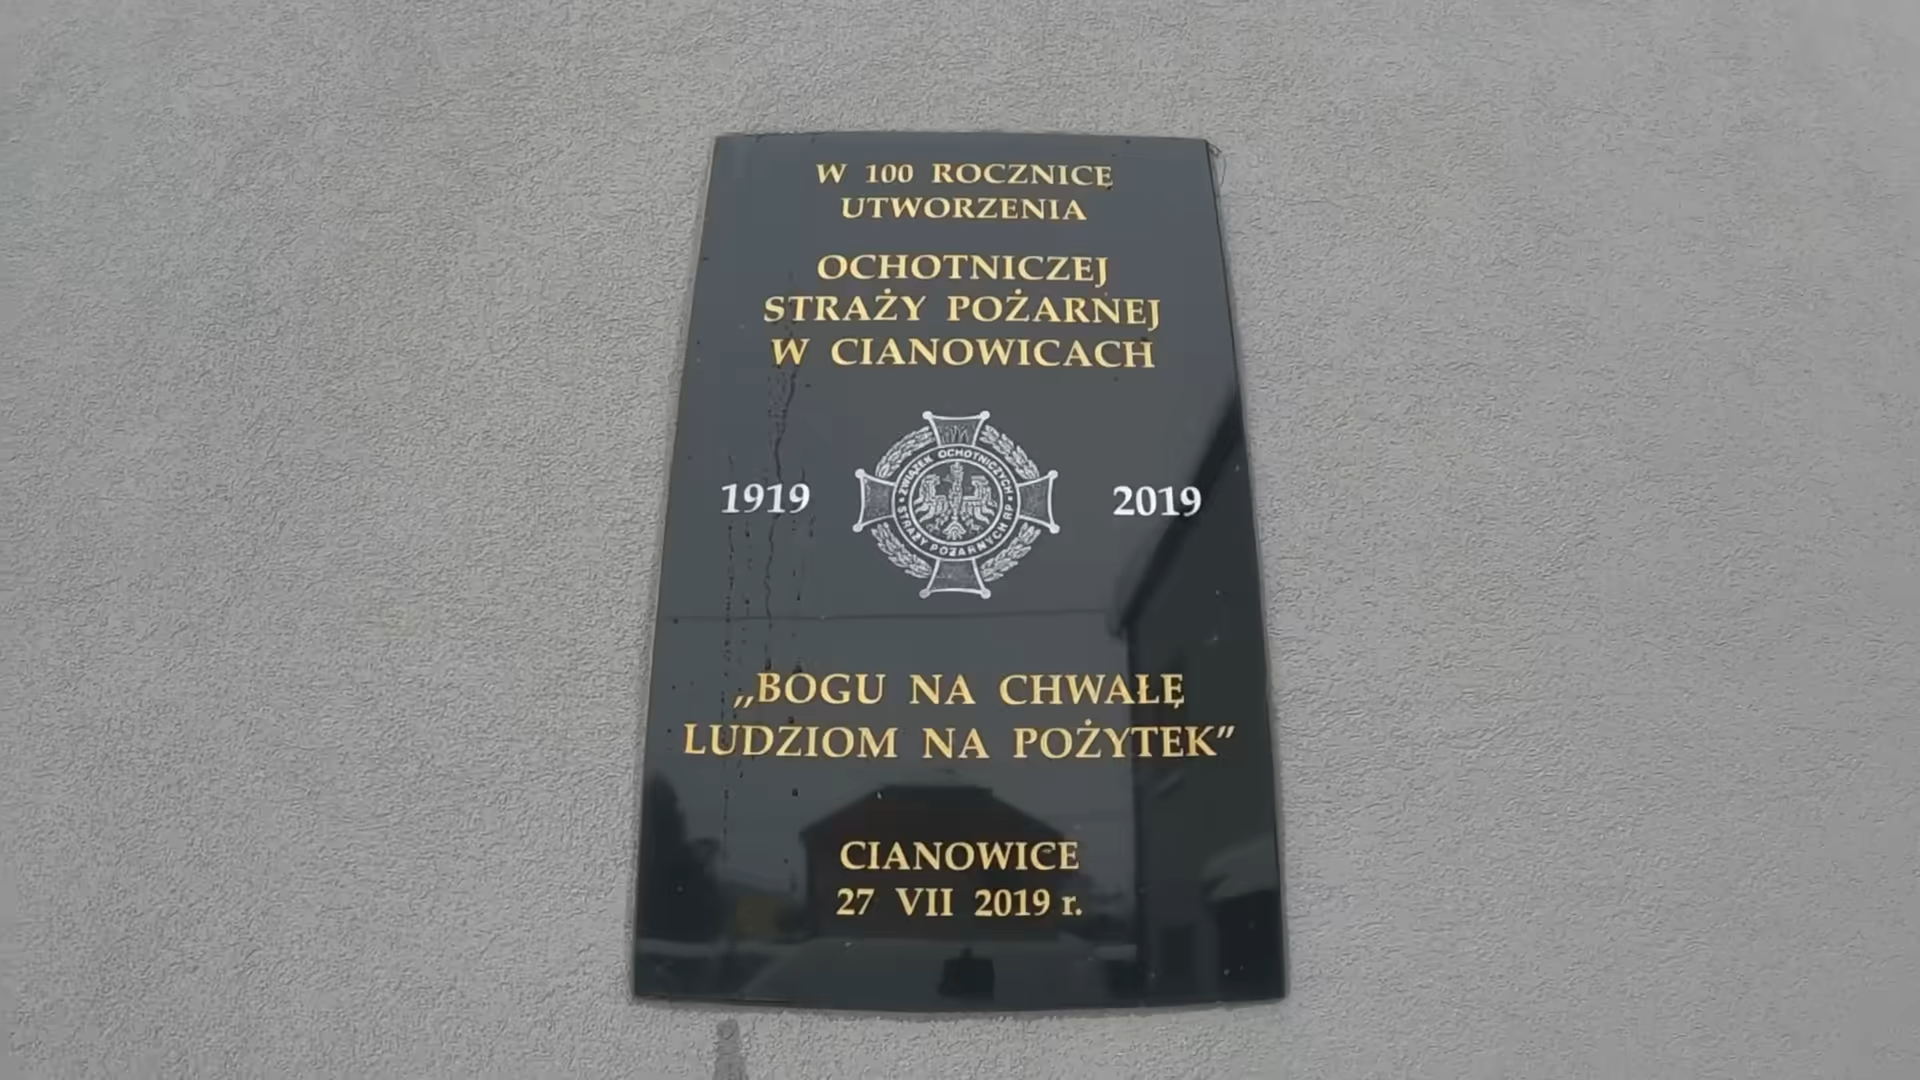 W 100 ROCZNICĘ
UTWORZENIA
OCHOTNICZEJ
STRAŻY POŻARNEJ
W CIANOWICACH
1919
ZWIĄZEK OCHOTNICZYCH
STRAŻY POŻARNYCH RP
2019
„BOGU NA CHWAŁĘ
LUDZIOM NA POŻYTEK”
CIANOWICE
27 VII 2019 r.